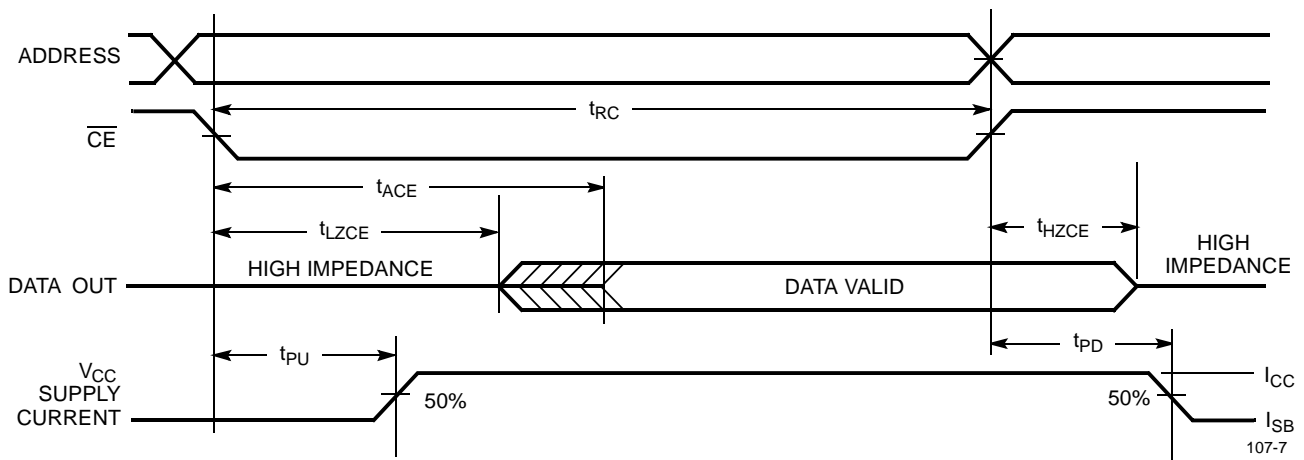 ADDRESS
tRC
CE
tACE
tLZCE
tHZCE
HIGH IMPEDANCE
HIGH
IMPEDANCE
DATA OUT
DATA VALID
tPU
tPD
VCC
SUPPLY
CURRENT
50%
50%
ICC
ISB
107-7